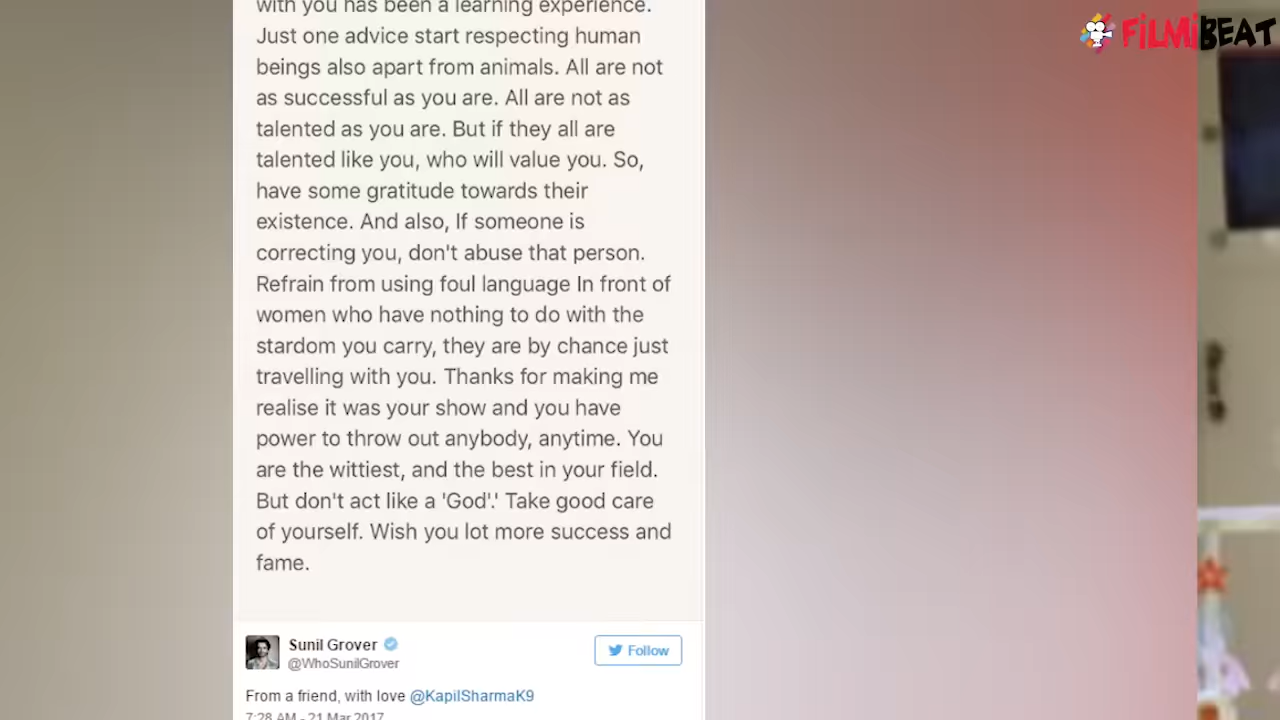 with you has been a learning experience.
Just one advice start respecting human
beings also apart from animals. All are not
as successful as you are. All are not as
talented as you are. But if they all are
talented like you, who will value you. So,
have some gratitude towards their
existence. And also, If someone is
correcting you, don't abuse that person.
Refrain from using foul language In front of
women who have nothing to do with the
stardom you carry, they are by chance just
travelling with you. Thanks for making me
realise it was your show and you have
power to throw out anybody, anytime. You
are the wittiest, and the best in your field.
But don't act like a 'God'.' Take good care
of yourself. Wish you lot more success and
fame.
Sunil Grover
@WhoSunilGrover
Follow
From a friend, with love @KapilSharmaK9
7:28 AM - 21 Mar 2017
FILMIBEAT